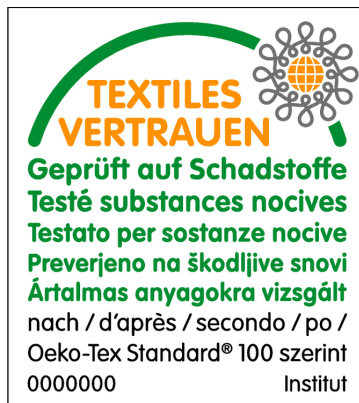 TEXTILES
VERTRAUEN
Geprüft auf Schadstoffe
Testé substances nocives
Testato per sostanze nocive
Preverjeno na škodljive snovi
Ártalmas anyagokra vizsgált
nach / d'après / secondo / po /
Oeko-Tex Standard® 100 szerint
0000000 Institut